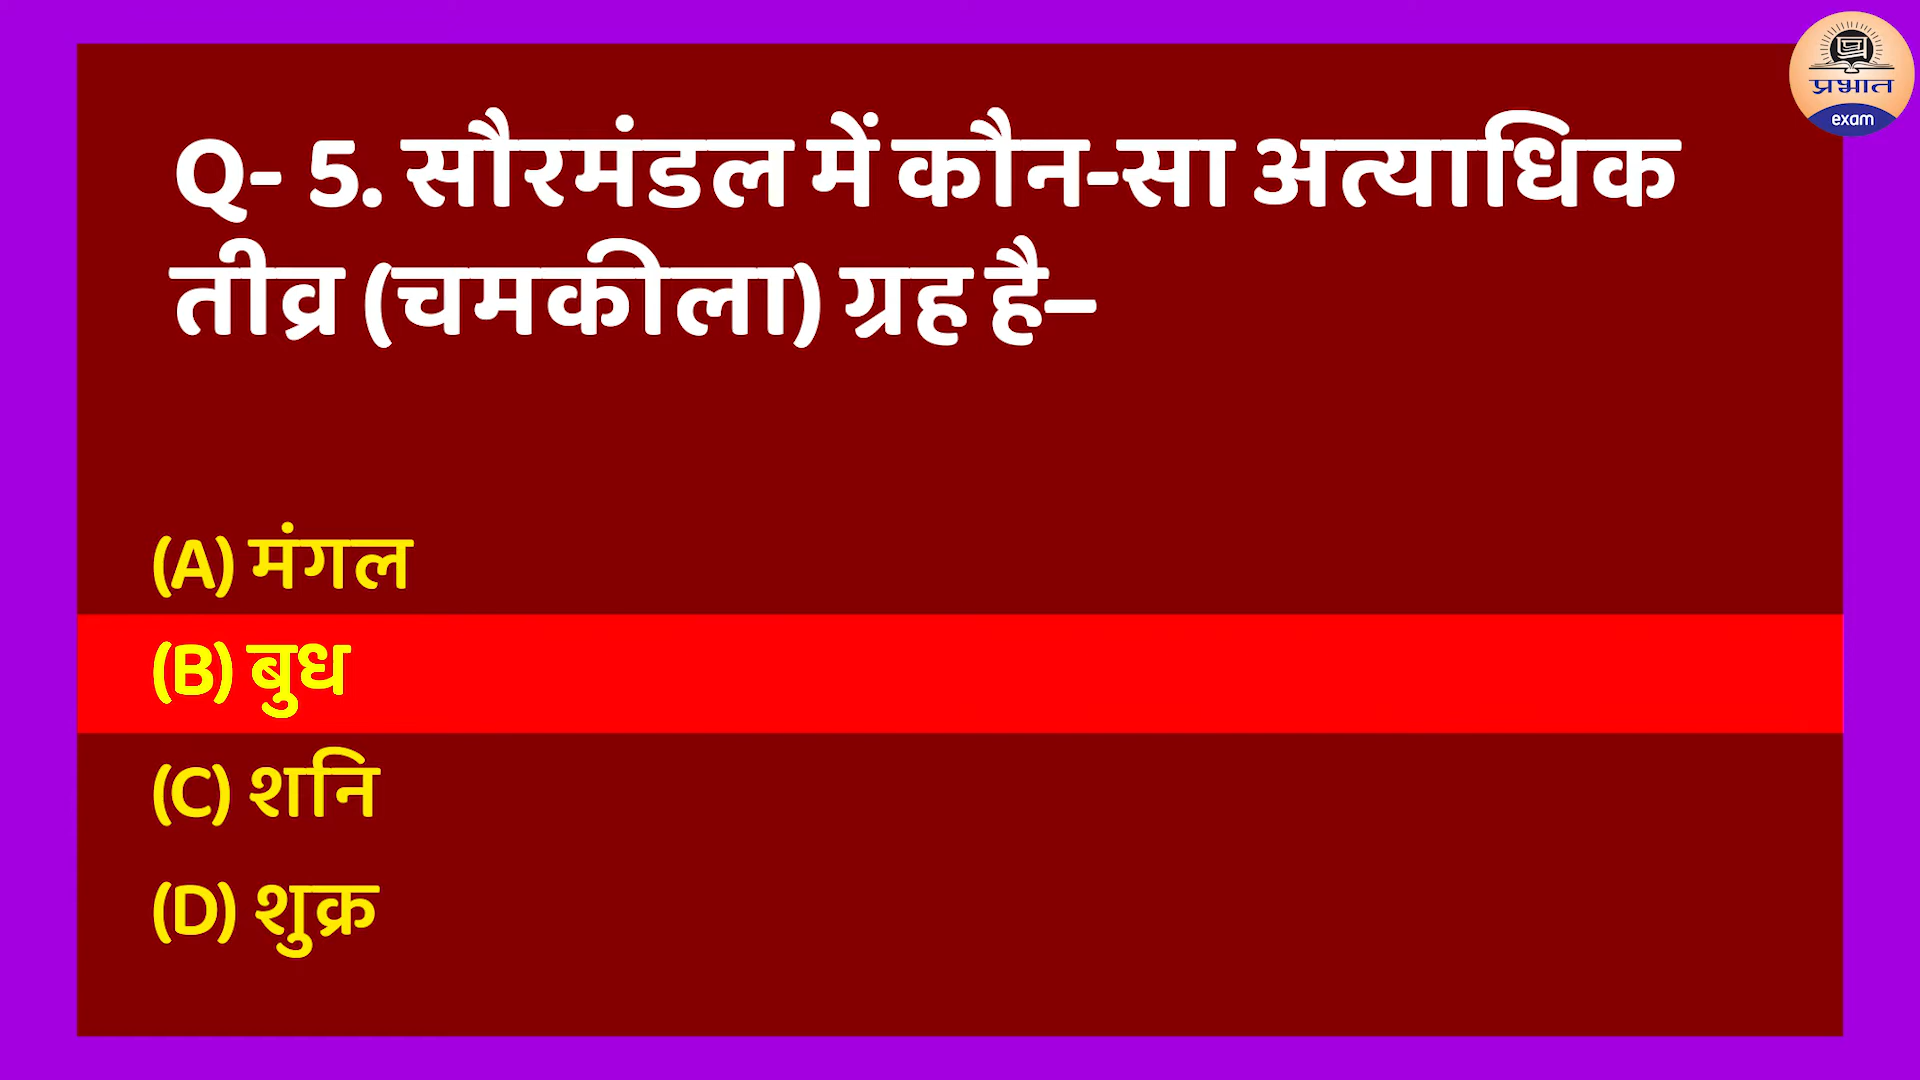 Q- 5. सौरमंडल में कौन-सा अत्याधिक
तीव्र (चमकीला) ग्रह है–
(A) मंगल
(B) बुध
(C) शनि
(D) शुक्र
प्रभात
exam